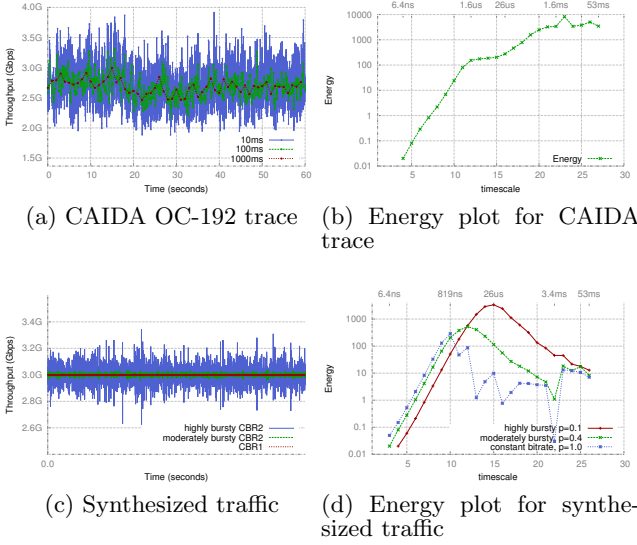 4.0G
3.5G
3.0G
2.5G
2.0G
1.5G
Throughput (Gbps)
10ms
100ms
1000ms
0 10 20 30 40 50 60
Time (seconds)
(a) CAIDA OC-192 trace
6.4ns 1.6us 26us 1.6ms 53ms
10000
1000
100
10
1
0.1
0.01
Energy
Energy
0 5 10 15 20 25 30
timescale
(b) Energy plot for CAIDA
trace
3.4G
3.2G
3.0G
2.8G
2.6G
Throughput (Gbps)
highly bursty CBR2
moderately bursty CBR2
CBR1
0.0
Time (seconds)
(c) Synthesized traffic
6.4ns 819ns 26us 3.4ms 53ms
1000
100
10
1
0.1
0.01
Energy
highly bursty p=0.1
moderately bursty, p=0.4
constant bitrate, p=1.0
0 5 10 15 20 25 30
timescale
(d) Energy plot for synthe-
sized traffic